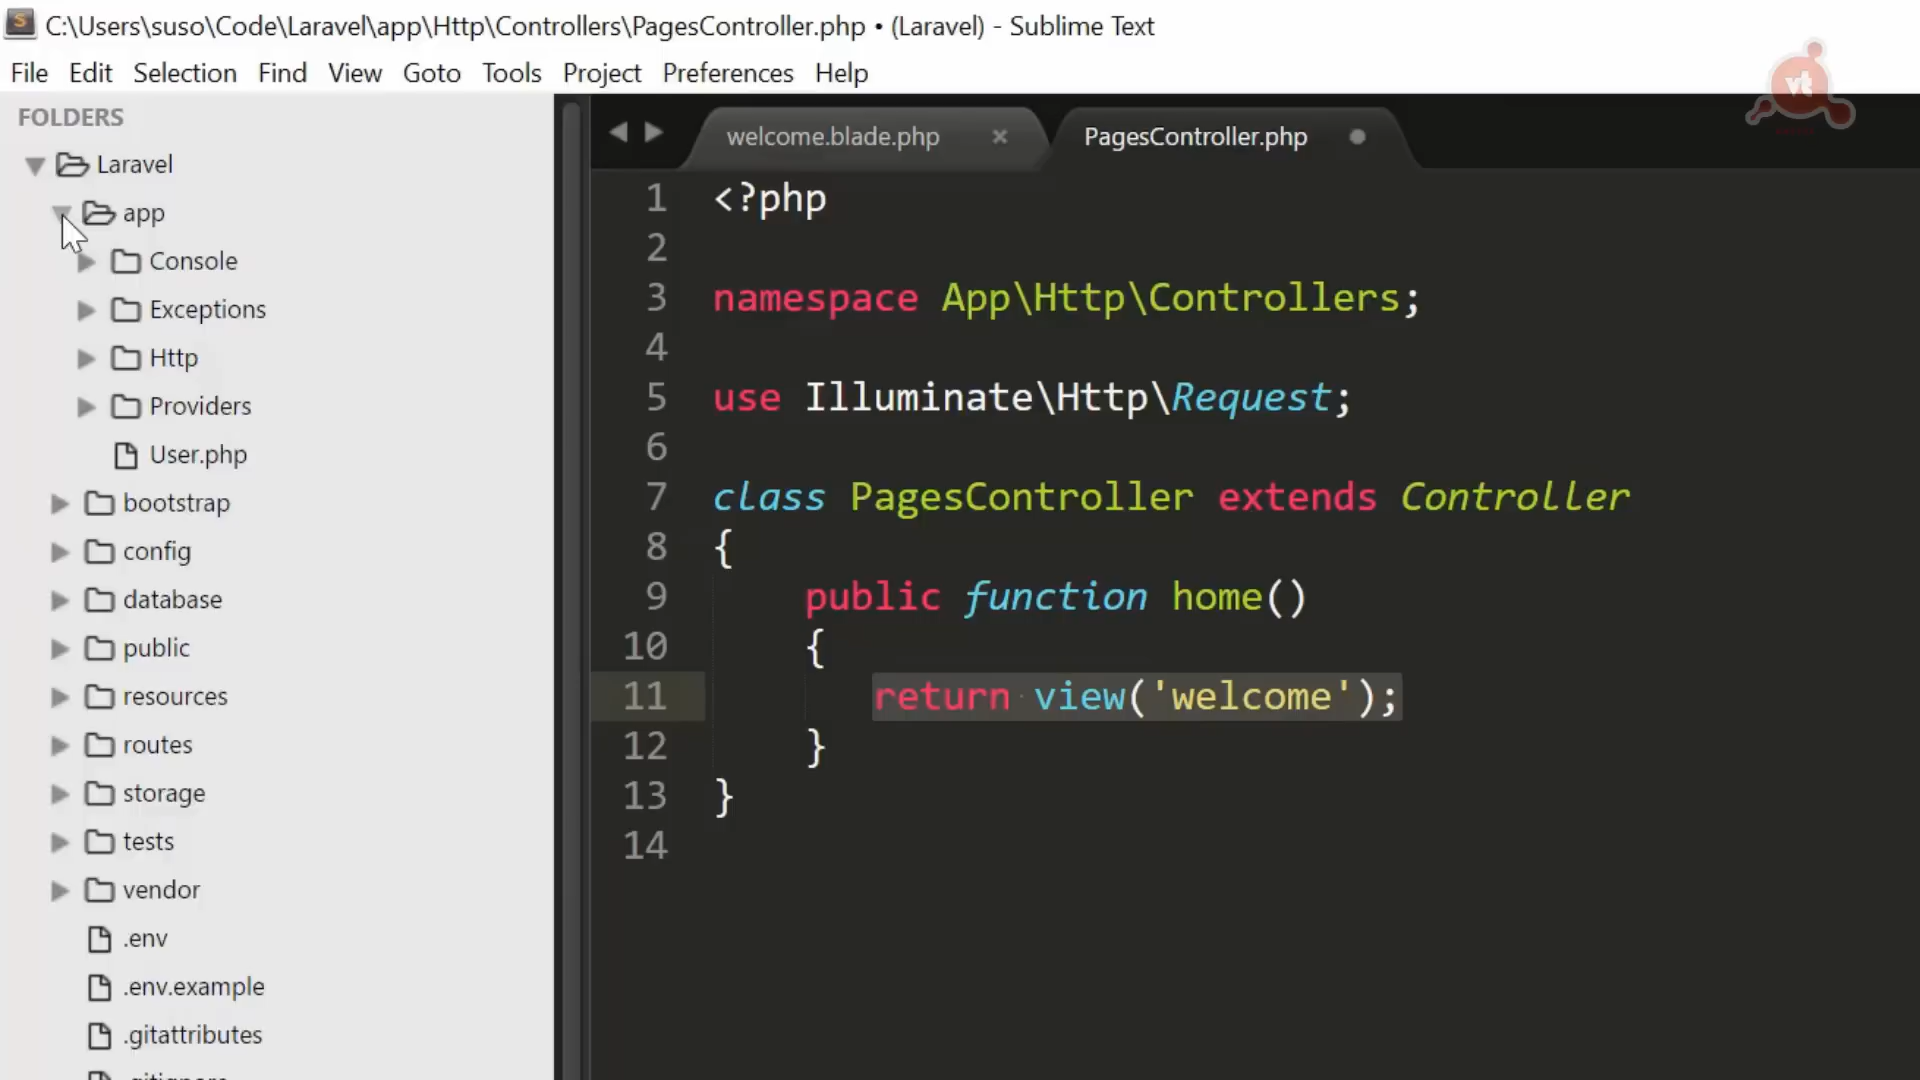 C:\Users\suso\Code\Laravel\app\Http\Controllers\PagesController.php • (Laravel) - Sublime Text
File Edit Selection Find View Goto Tools Project Preferences Help
vt
FOLDERS
Laravel
app
Console
Exceptions
Http
Providers
User.php
bootstrap
config
database
public
resources
routes
storage
tests
vendor
.env
.env.example
.gitattributes
welcome.blade.php × PagesController.php
1 <?php
2
3 namespace App\Http\Controllers;
4
5 use Illuminate\Http\Request;
6
7 class PagesController extends Controller
8 {
9 public function home()
10 {
11 return view('welcome');
12 }
13 }
14